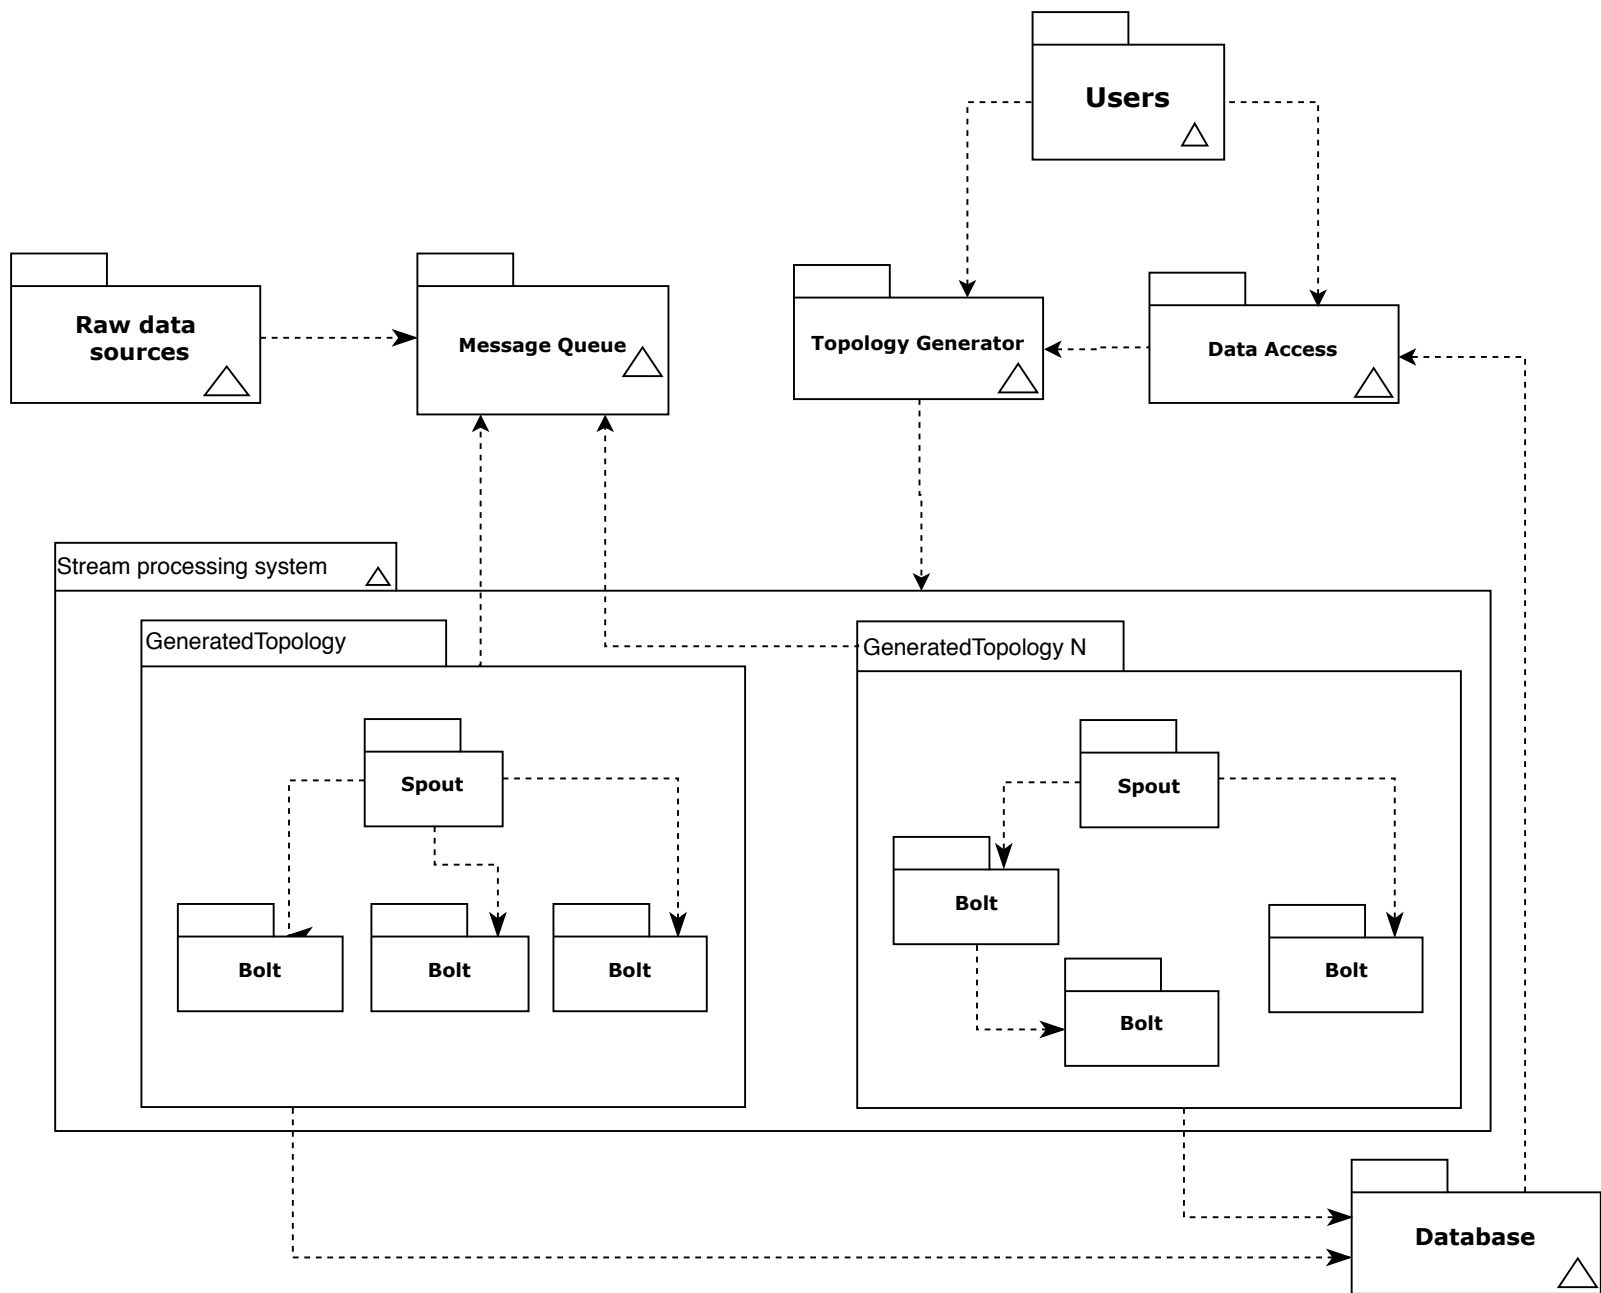 Users
Raw data
sources
Message Queue
Topology Generator
Data Access
Stream processing system
GeneratedTopology
GeneratedTopology N
Spout
Bolt
Bolt
Bolt
Spout
Bolt
Bolt
Bolt
Database